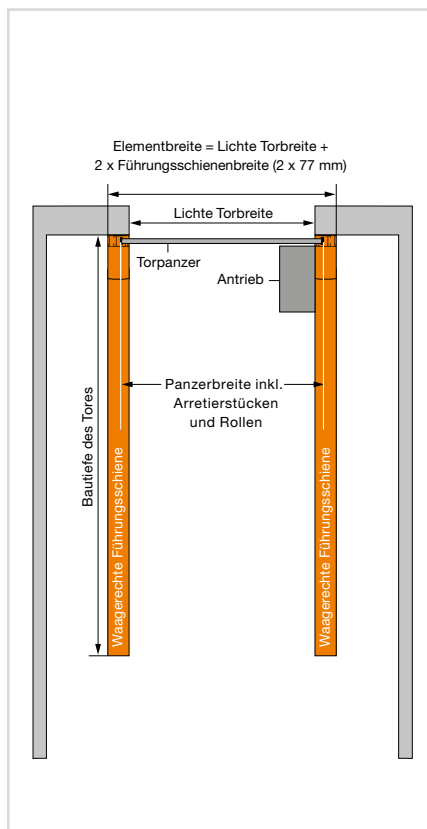 Elementbreite = Lichte Torbreite +
2 x Führungsschienenbreite (2 x 77 mm)
Lichte Torbreite
Torpanzer
Antrieb
Panzerbreite inkl.
Arretierstücken
und Rollen
Bautiefe des Tores
Waagerechte Führungsschiene
Waagerechte Führungsschiene